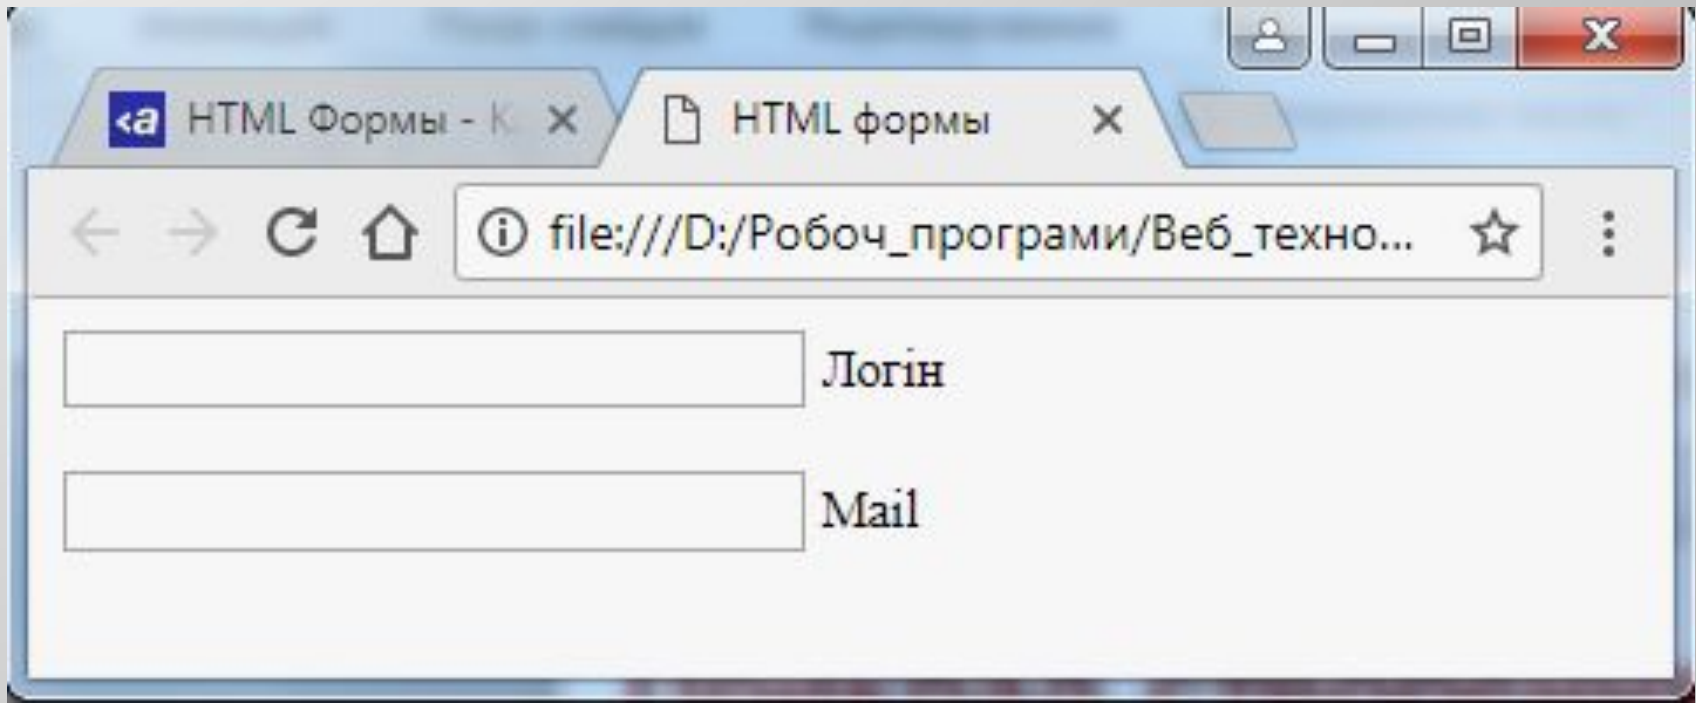 <a HTML Формы - К
HTML формы
file:///D:/Робоч_програми/Веб_техно...
Логін
Mail